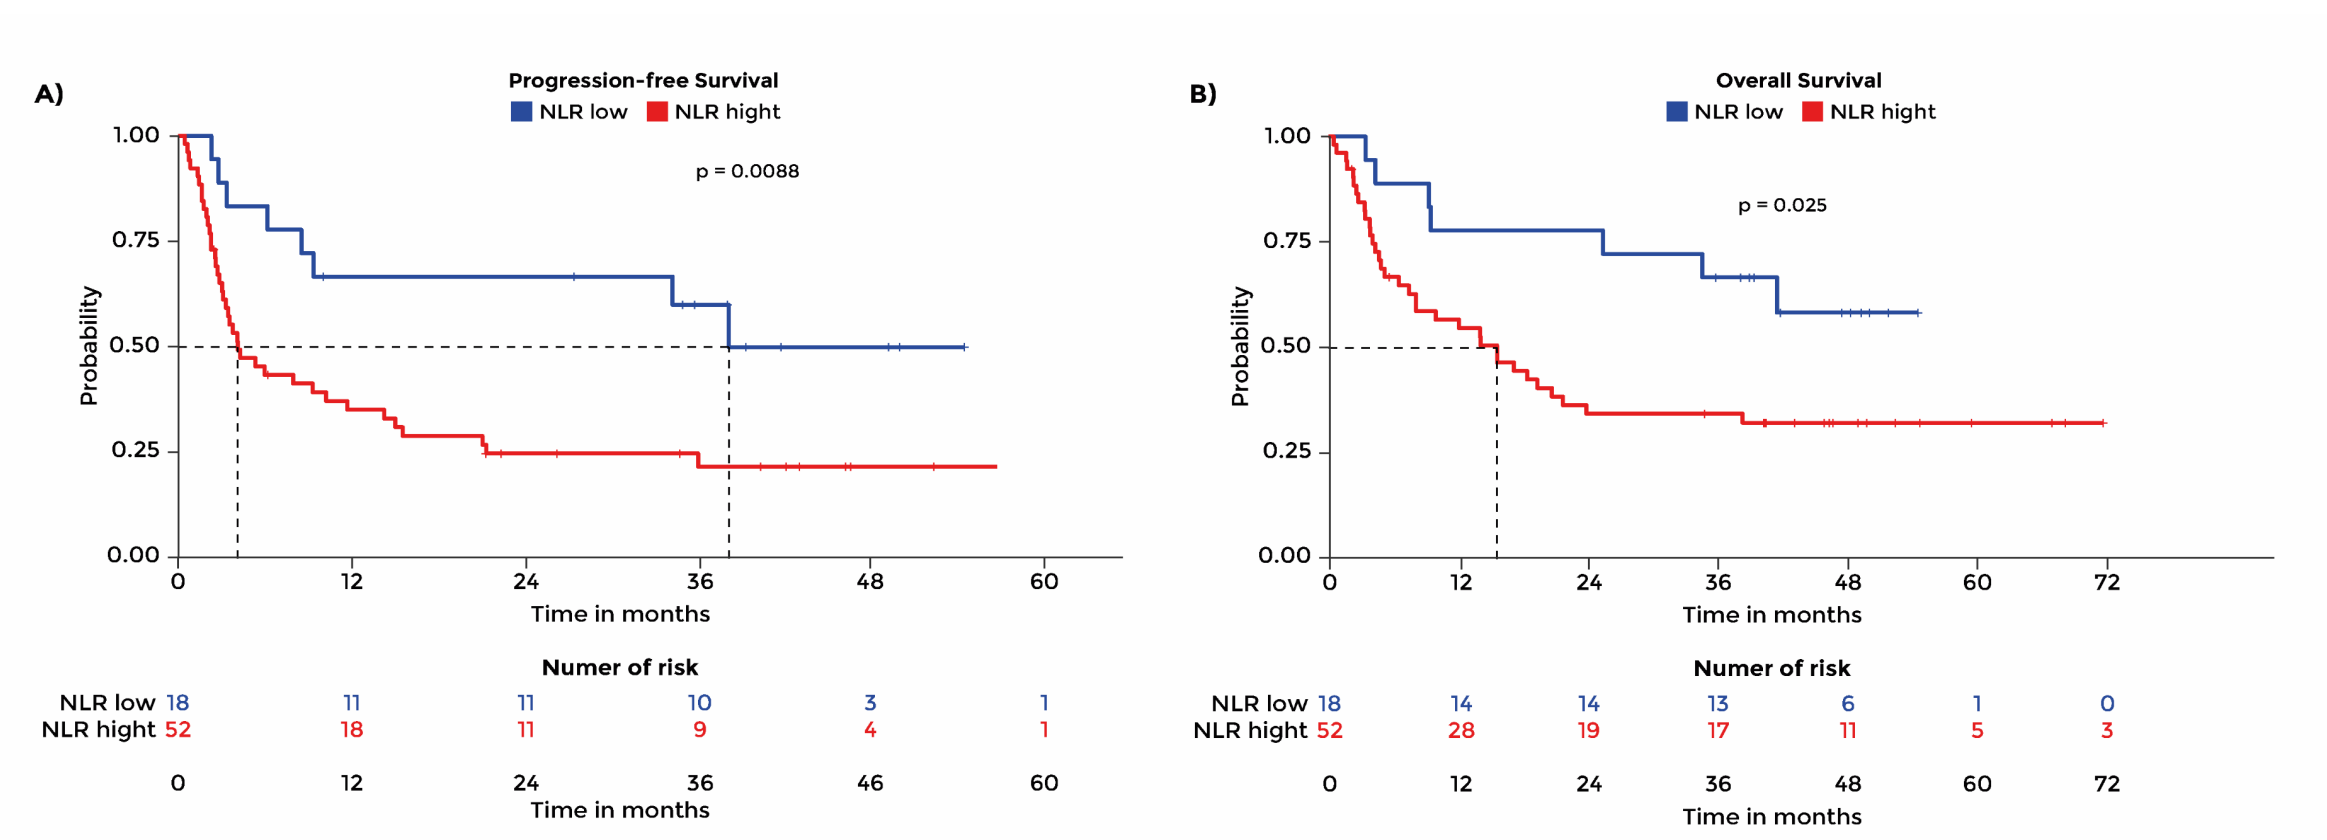 A)
Progression-free Survival
NLR low NLR hight
p = 0.0088
1.00
0.75
0.50
0.25
0.00
Probability
0 12 24 36 48 60
Time in months
Numer of risk
NLR low 18 11 11 10 3 1
NLR hight 52 18 11 9 4 1
0 12 24 36 46 60
Time in months
B)
Overall Survival
NLR low NLR hight
p = 0.025
1.00
0.75
0.50
0.25
0.00
Probability
0 12 24 36 48 60 72
Time in months
Numer of risk
NLR low 18 14 14 13 6 1 0
NLR hight 52 28 19 17 11 5 3
0 12 24 36 48 60 72
Time in months